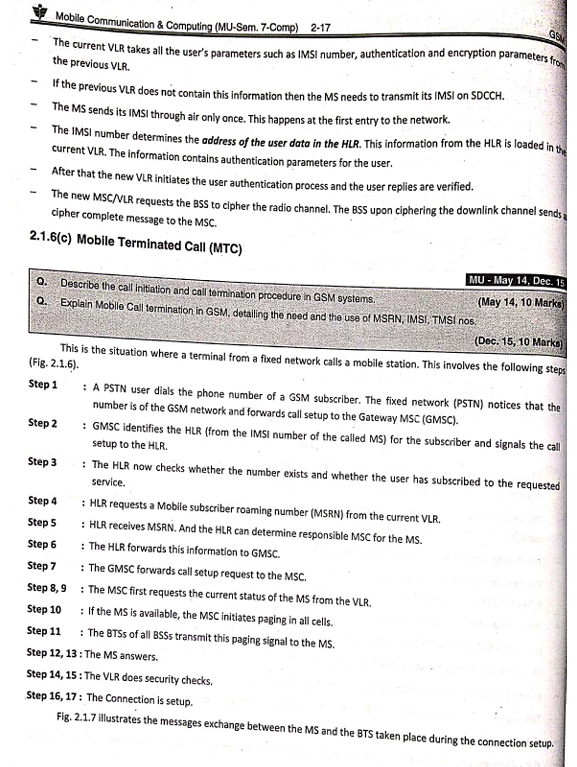 Mobile Communication & Computing (MU-Sem. 7-Comp) 2-17
GSM
– The current VLR takes all the user's parameters such as IMSI number, authentication and encryption parameters from
the previous VLR.
– If the previous VLR does not contain this information then the MS needs to transmit its IMSI on SDCCH.
– The MS sends its IMSI through air only once. This happens at the first entry to the network.
– The IMSI number determines the address of the user data in the HLR. This information from the HLR is loaded in the
current VLR. The information contains authentication parameters for the user.
– After that the new VLR initiates the user authentication process and the user replies are verified.
– The new MSC/VLR requests the BSS to cipher the radio channel. The BSS upon ciphering the downlink channel sends a
cipher complete message to the MSC.
2.1.6(c) Mobile Terminated Call (MTC)
MU - May 14, Dec. 15
Q. Describe the call initiation and call termination procedure in GSM systems. (May 14, 10 Marks)
Q. Explain Mobile Call termination in GSM, detailing the need and the use of MSRN, IMSI, TMSI nos.
(Dec. 15, 10 Marks)
This is the situation where a terminal from a fixed network calls a mobile station. This involves the following steps
(Fig. 2.1.6).
Step 1 : A PSTN user dials the phone number of a GSM subscriber. The fixed network (PSTN) notices that the
number is of the GSM network and forwards call setup to the Gateway MSC (GMSC).
Step 2 : GMSC identifies the HLR (from the IMSI number of the called MS) for the subscriber and signals the call
setup to the HLR.
Step 3 : The HLR now checks whether the number exists and whether the user has subscribed to the requested
service.
Step 4 : HLR requests a Mobile subscriber roaming number (MSRN) from the current VLR.
Step 5 : HLR receives MSRN. And the HLR can determine responsible MSC for the MS.
Step 6 : The HLR forwards this information to GMSC.
Step 7 : The GMSC forwards call setup request to the MSC.
Step 8, 9 : The MSC first requests the current status of the MS from the VLR.
Step 10 : If the MS is available, the MSC initiates paging in all cells.
Step 11 : The BTSs of all BSSs transmit this paging signal to the MS.
Step 12, 13 : The MS answers.
Step 14, 15 : The VLR does security checks.
Step 16, 17 : The Connection is setup.
Fig. 2.1.7 illustrates the messages exchange between the MS and the BTS taken place during the connection setup.